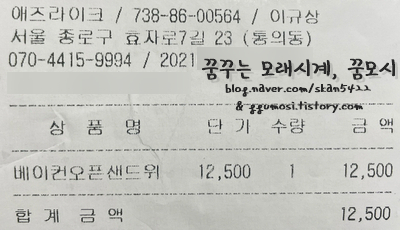 애즈라이크 / 738-86-00564 / 이규상
서울 종로구 효자로7길 23 (통의동)
070-4415-9994 / 2021
꿈꾸는 모래시계, 꿈모시
blog.naver.com/skan5422
& ggumosi.tistory.com
상 품 명 단 기 수량 금 액
베이컨오픈샌드위 12,500 1 12,500
합 계 금 액 12,500